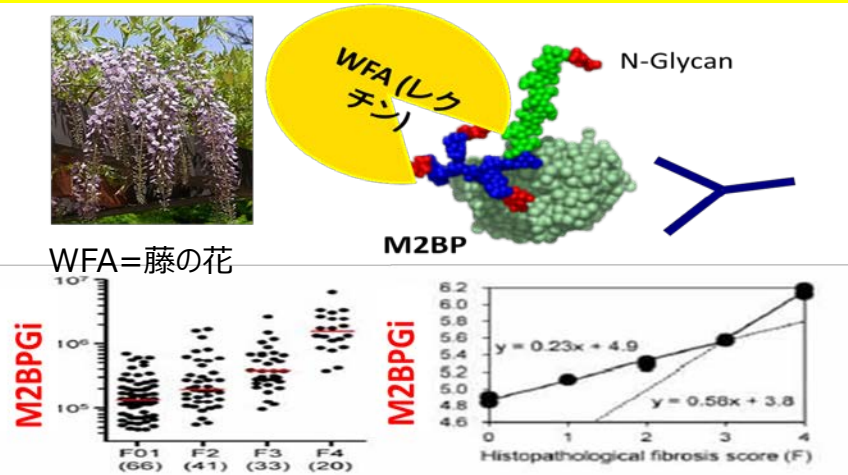 WFA (レク
チン)
N-Glycan
M2BP
WFA=藤の花
M2BPGi
10⁷
10⁶
10⁵
F01 F2 F3 F4
(66) (41) (33) (20)
M2BPGi
6.2
6.0
5.8
5.6
5.4
5.2
5.0
4.8
4.6
y = 0.23x + 4.9
y = 0.58x + 3.8
0 1 2 3 4
Histopathological fibrosis score (F)